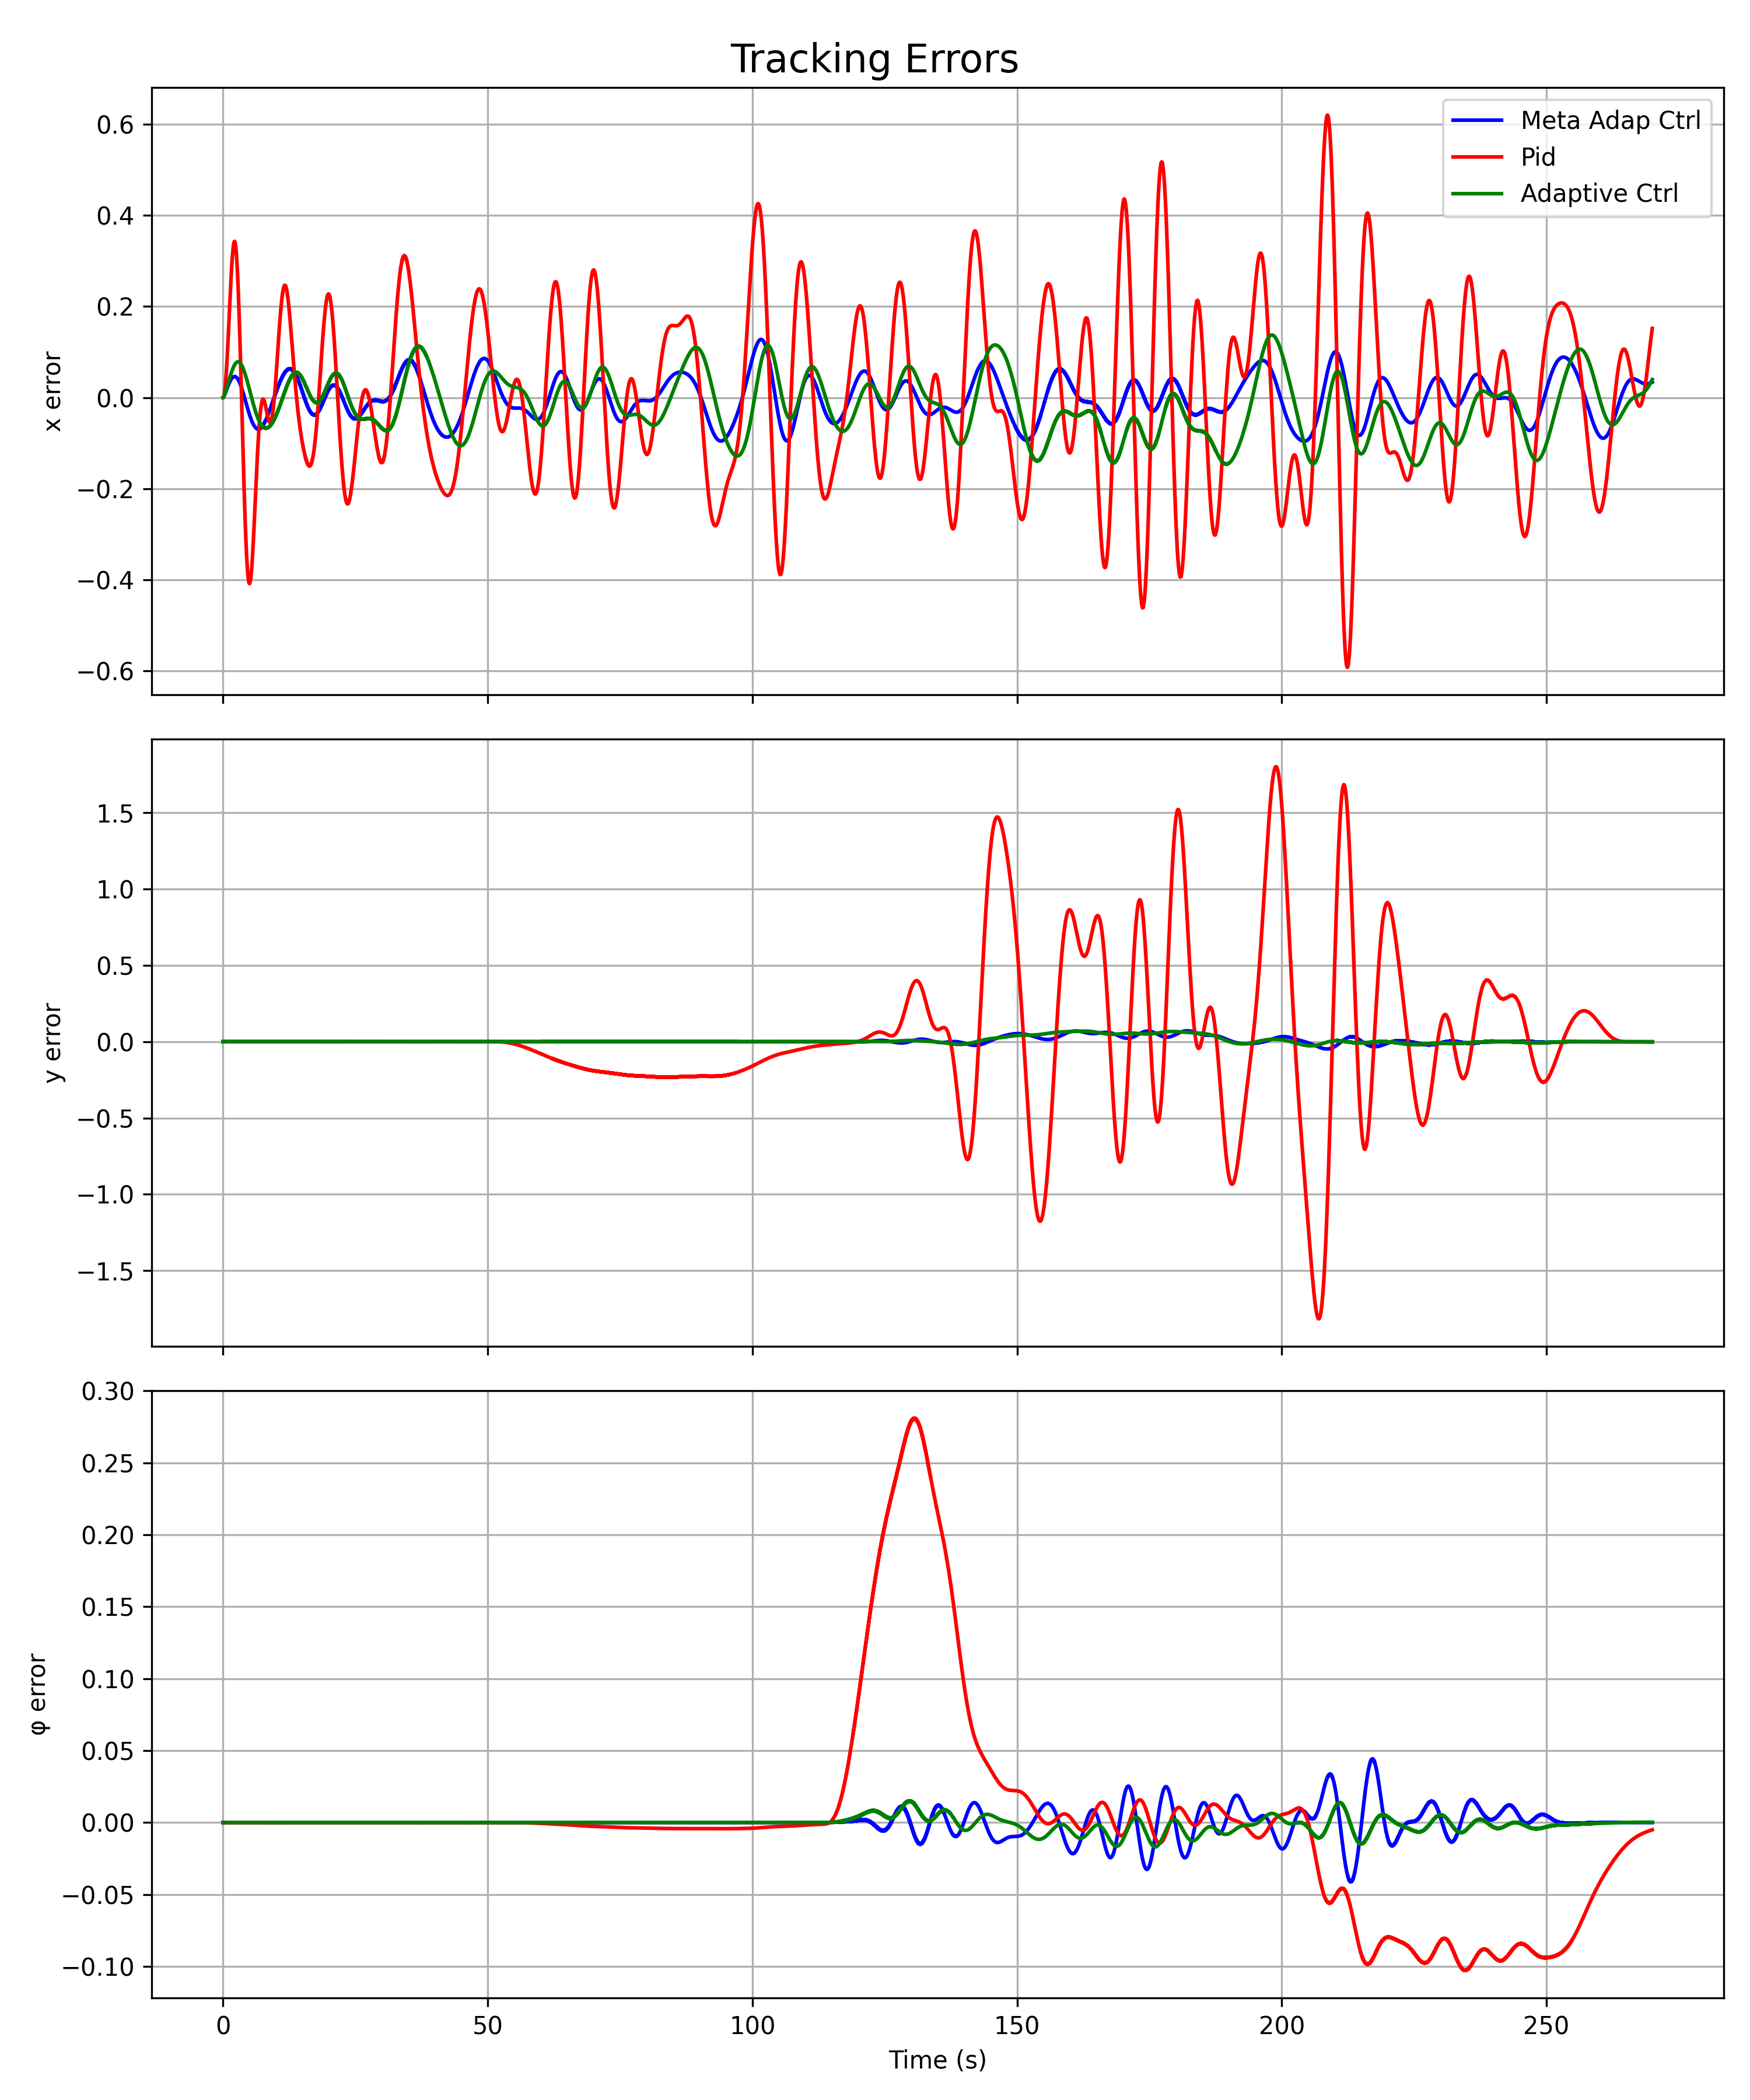 Tracking Errors
0.6
0.4
0.2
0.0
−0.2
−0.4
−0.6
x error
Meta Adap Ctrl
Pid
Adaptive Ctrl
1.5
1.0
0.5
0.0
−0.5
−1.0
−1.5
y error
0.30
0.25
0.20
0.15
0.10
0.05
0.00
−0.05
−0.10
φ error
0 50 100 150 200 250
Time (s)